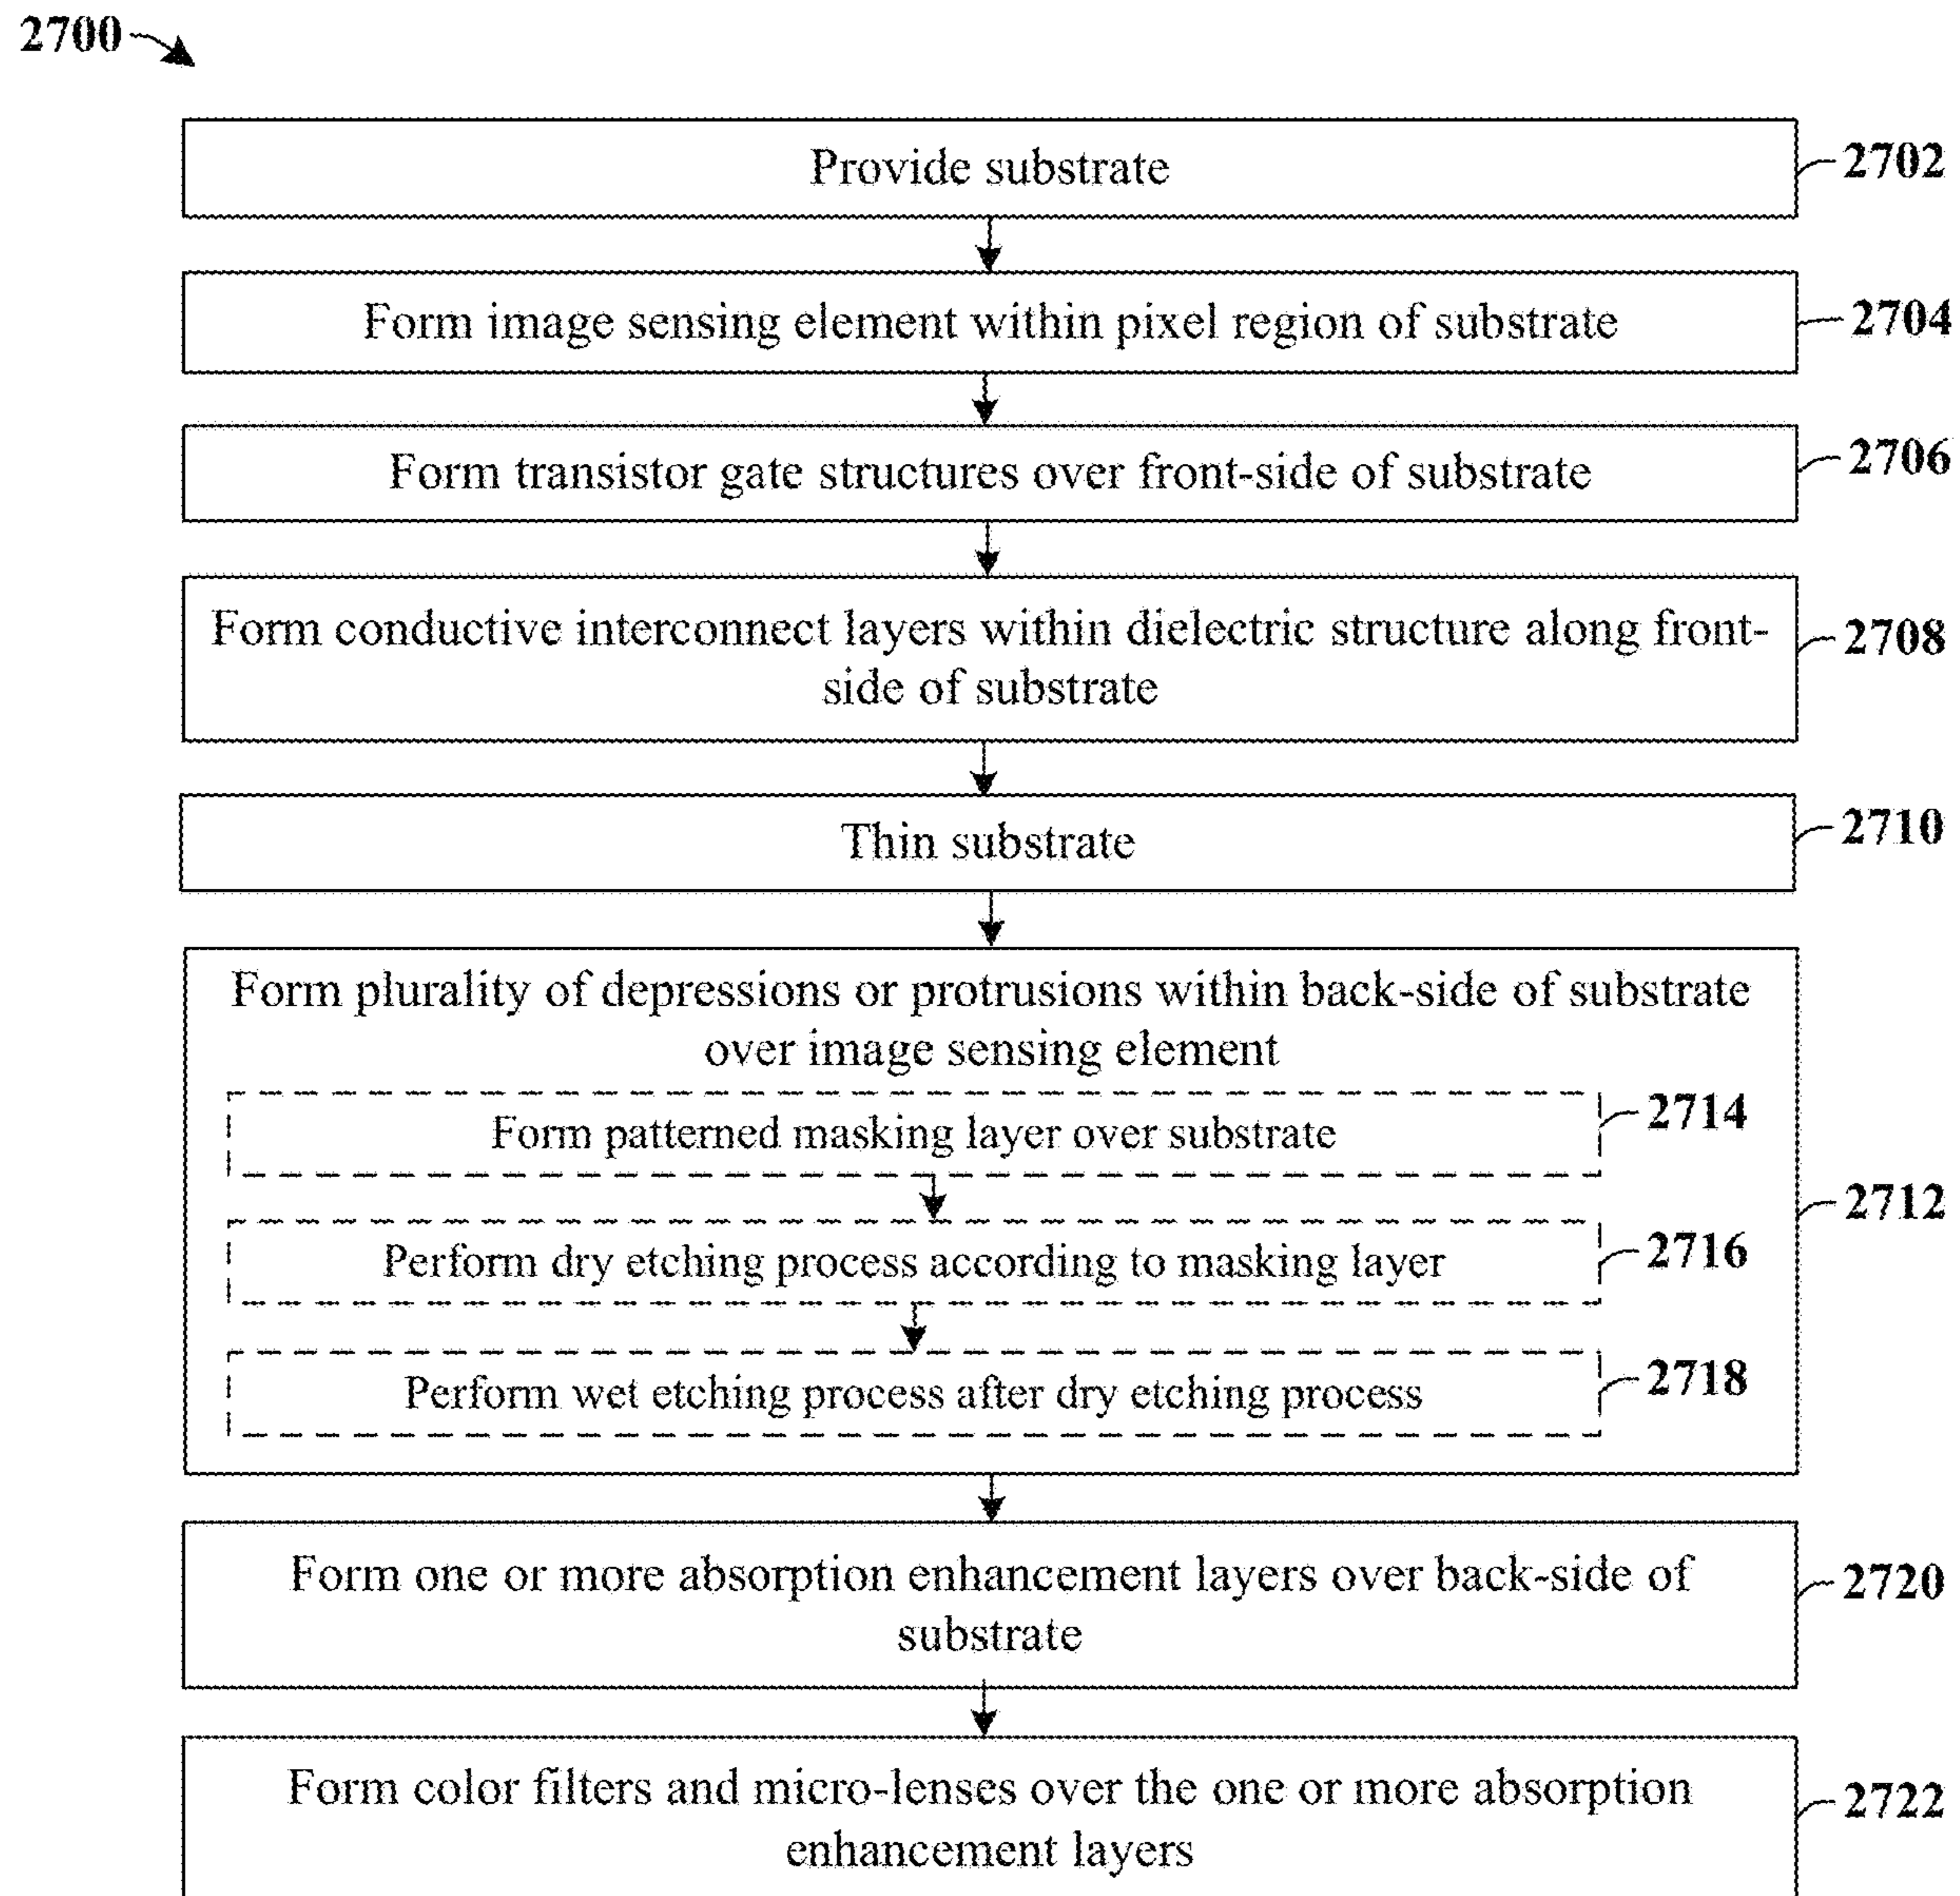 2700
Provide substrate
2702
Form image sensing element within pixel region of substrate
2704
Form transistor gate structures over front-side of substrate
2706
Form conductive interconnect layers within dielectric structure along front-
side of substrate
2708
Thin substrate
2710
Form plurality of depressions or protrusions within back-side of substrate
over image sensing element
2712
Form patterned masking layer over substrate
2714
Perform dry etching process according to masking layer
2716
Perform wet etching process after dry etching process
2718
Form one or more absorption enhancement layers over back-side of
substrate
2720
Form color filters and micro-lenses over the one or more absorption
enhancement layers
2722